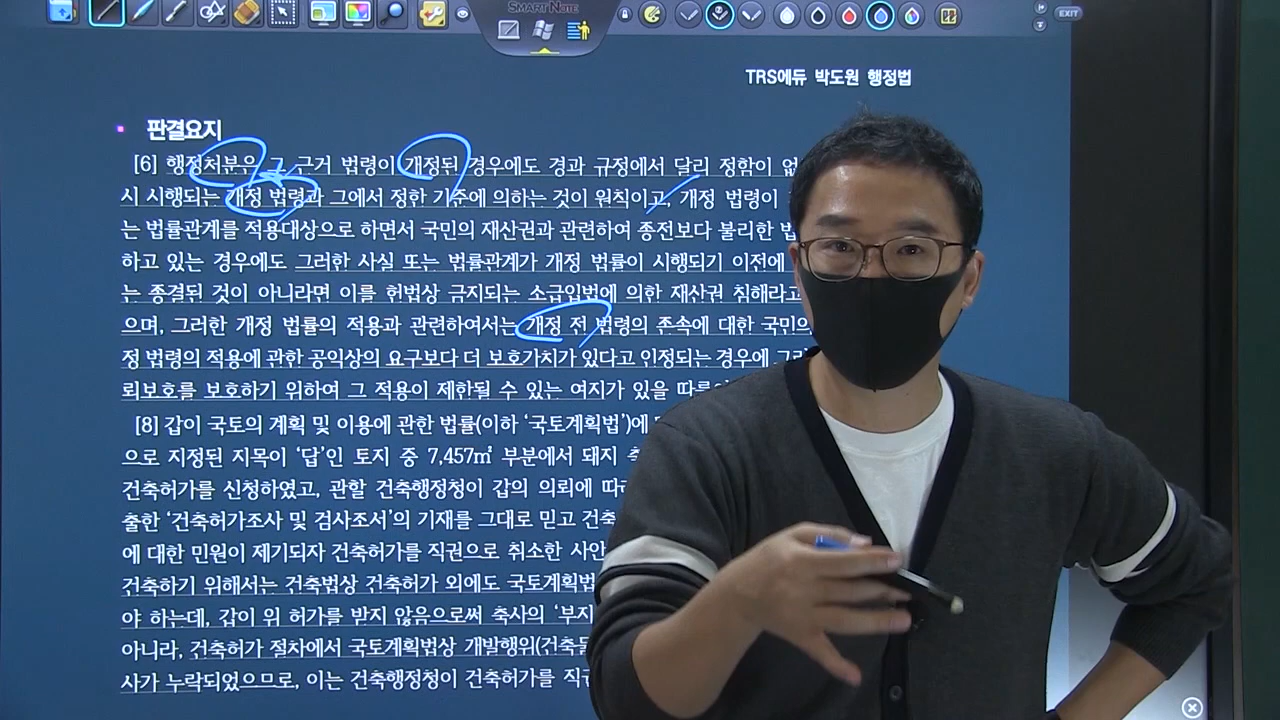 SMART NOTE
EXIT
TRS에듀 박도원 행정법
판결요지
[6] 행정처분은 그 근거 법령이 개정된 경우에도 경과 규정에서 달리 정함이 없
시 시행되는 개정 법령과 그에서 정한 기준에 의하는 것이 원칙이고, 개정 법령이
는 법률관계를 적용대상으로 하면서 국민의 재산권과 관련하여 종전보다 불리한 법
하고 있는 경우에도 그러한 사실 또는 법률관계가 개정 법률이 시행되기 이전에
는 종결된 것이 아니라면 이를 헌법상 금지되는 소급입법에 의한 재산권 침해라고
으며, 그러한 개정 법률의 적용과 관련하여서는 개정 전 법령의 존속에 대한 국민의
정 법령의 적용에 관한 공익상의 요구보다 더 보호가치가 있다고 인정되는 경우에 그러
뢰보호를 보호하기 위하여 그 적용이 제한될 수 있는 여지가 있을 따름이
[8] 갑이 국토의 계획 및 이용에 관한 법률(이하 ‘국토계획법’)에
으로 지정된 지목이 ‘답’인 토지 중 7,457㎡ 부분에서 돼지 축
건축허가를 신청하였고, 관할 건축행정청이 갑의 의뢰에 따라
출한 ‘건축허가조사 및 검사조서’의 기재를 그대로 믿고 건축
에 대한 민원이 제기되자 건축허가를 직권으로 취소한 사안
건축하기 위해서는 건축법상 건축허가 외에도 국토계획법
야 하는데, 갑이 위 허가를 받지 않음으로써 축사의 ‘부지
아니라, 건축허가 절차에서 국토계획법상 개발행위(건축물
사가 누락되었으므로, 이는 건축행정청이 건축허가를 직권